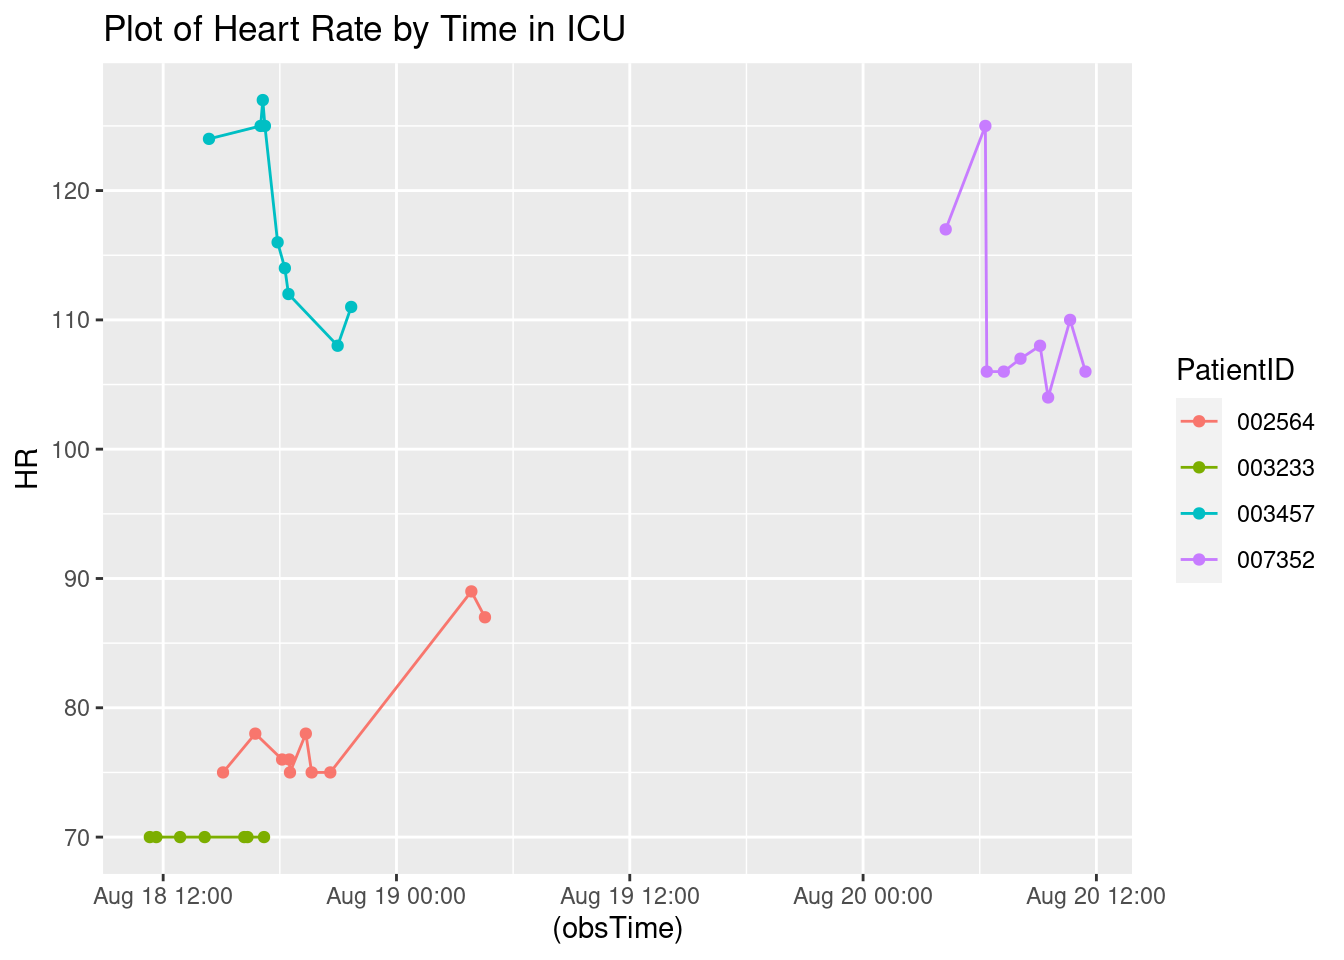 Plot of Heart Rate by Time in ICU
HR
120
110
100
90
80
70
Aug 18 12:00
Aug 19 00:00
Aug 19 12:00
Aug 20 00:00
Aug 20 12:00
(obsTime)
PatientID
002564
003233
003457
007352